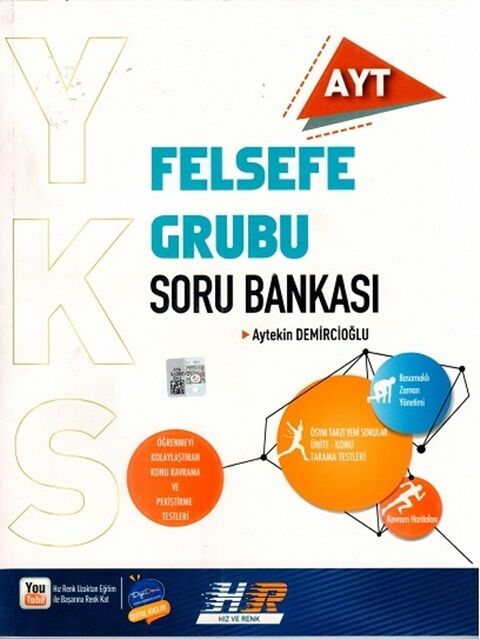 YKS
AYT
FELSEFE
GRUBU
SORU BANKASI
Aytekin DEMİRCİOĞLU
Basamaklı
Zaman
Yönetimi
ÖSYM TARZI YENİ SORULAR
ÜNİTE - KONU
TARAMA TESTLERİ
ÖĞRENMEYİ
KOLAYLAŞTIRAN
KONU KAVRAMA
VE
PEKİŞTİRME
TESTLERİ
Kavram Haritaları
You
Tube
Hız Renk Uzaktan Eğitim
ile Başarına Renk Kat
HR
HIZ VE RENK